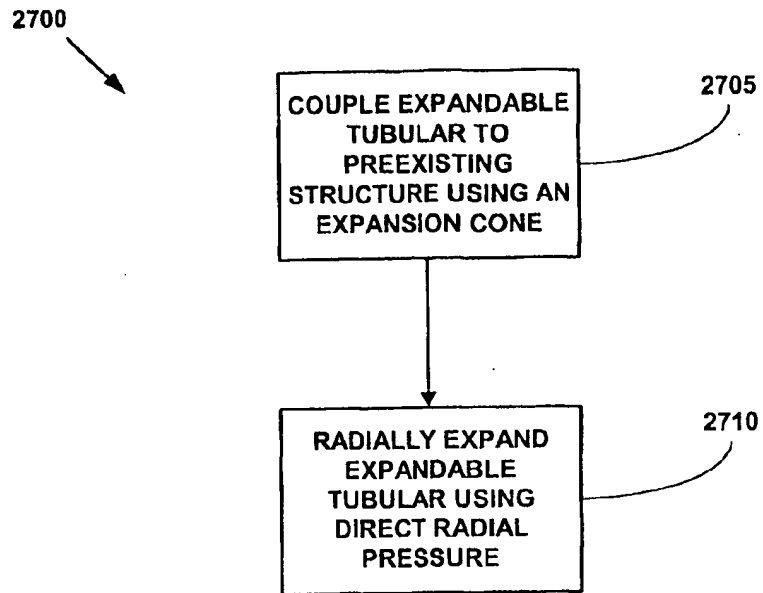 2700
2705
COUPLE EXPANDABLE
TUBULAR TO
PREEXISTING
STRUCTURE USING AN
EXPANSION CONE
2710
RADIALLY EXPAND
EXPANDABLE
TUBULAR USING
DIRECT RADIAL
PRESSURE